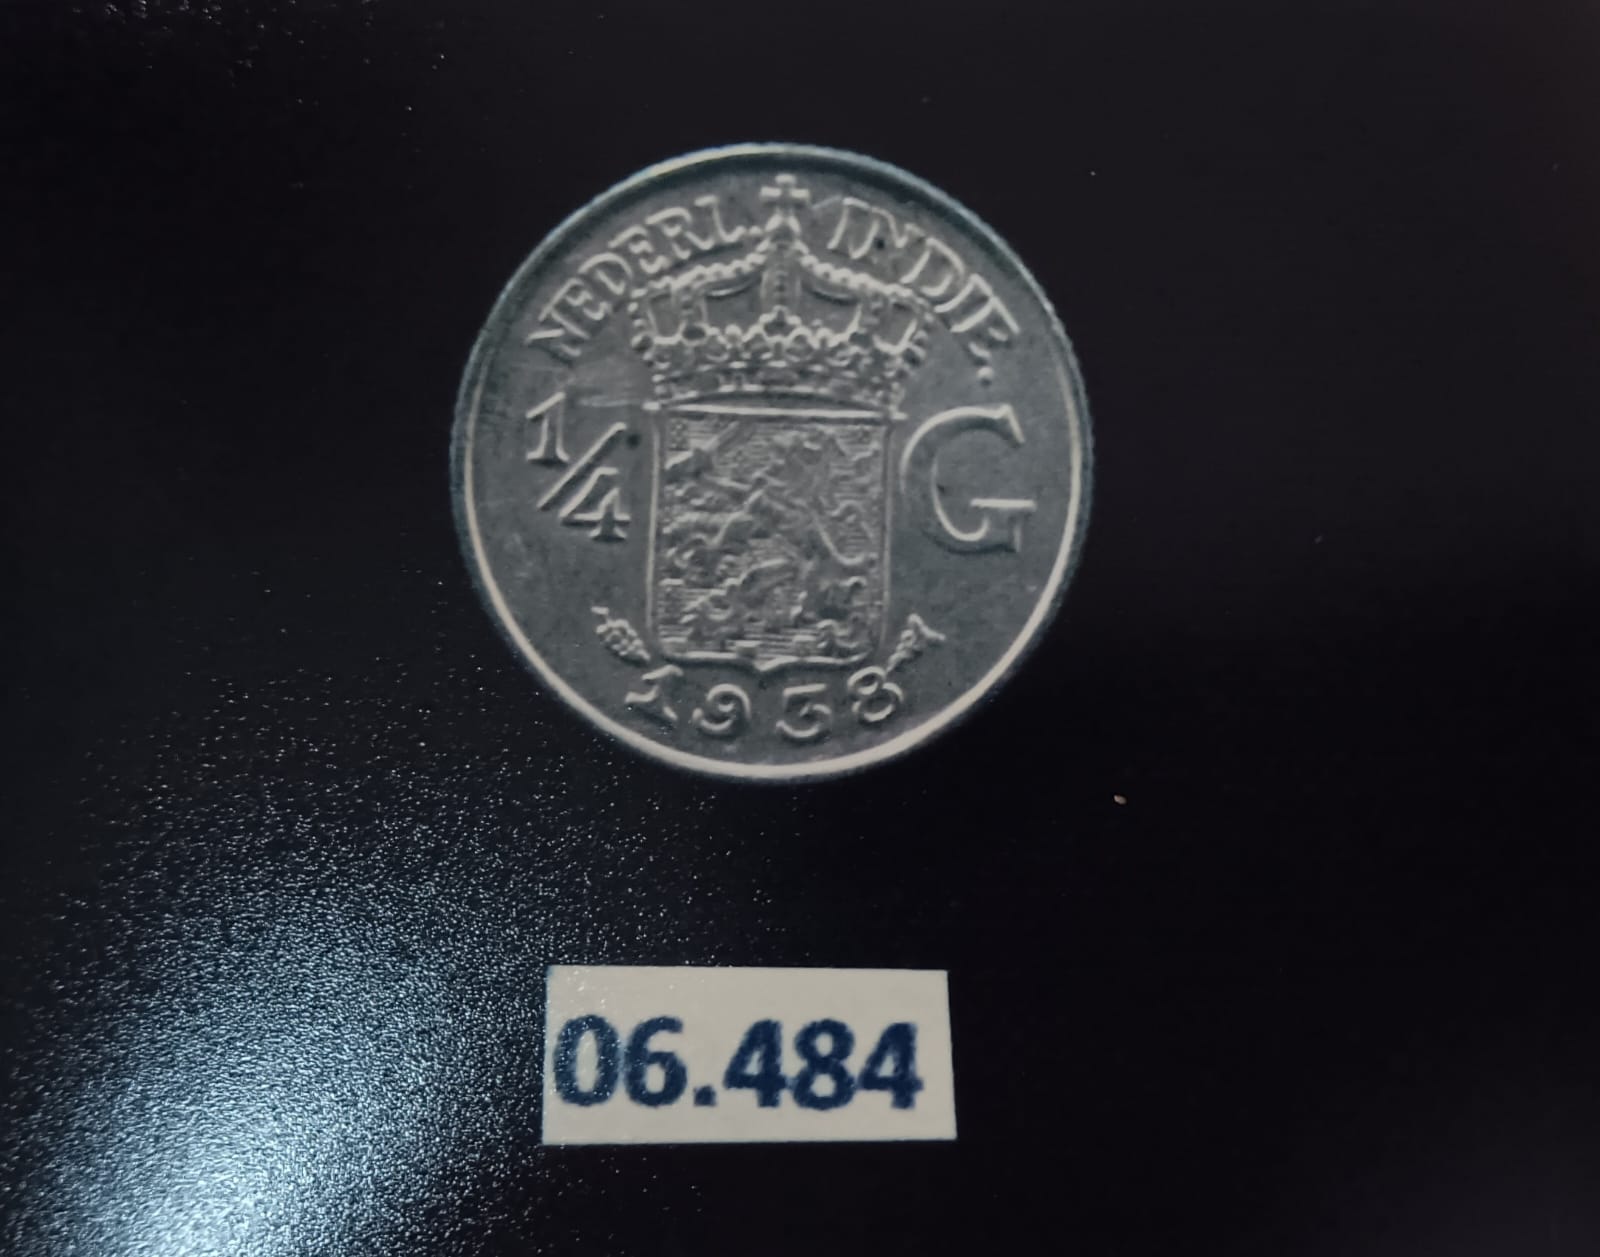 NEDERL. INDIE.
1/4 G
1938
06.484